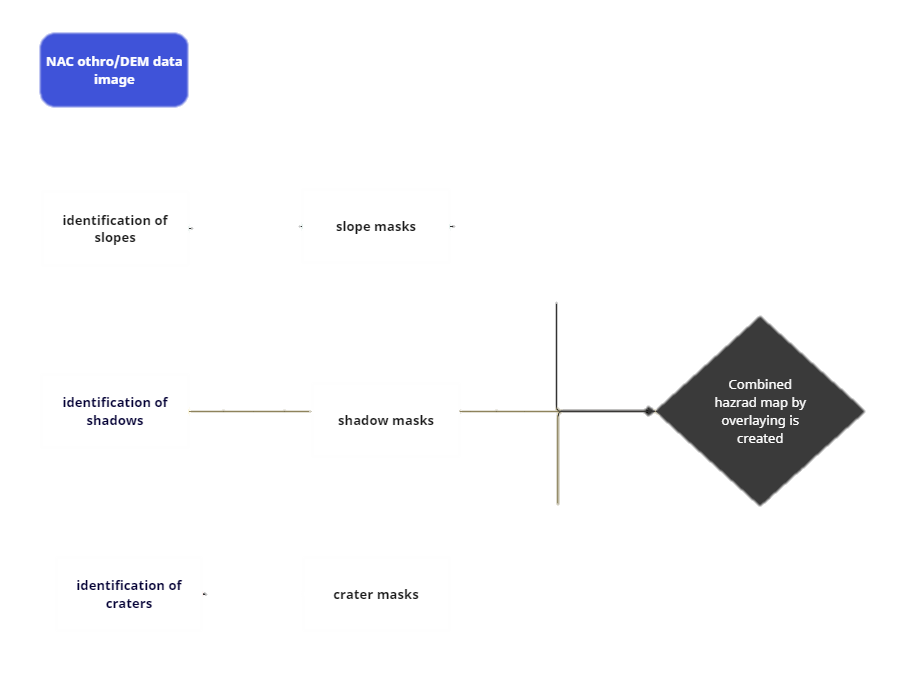 NAC othro/DEM data
image
identification of
slopes
slope masks
identification of
shadows
shadow masks
Combined
hazrad map by
overlaying is
created
identification of
craters
crater masks